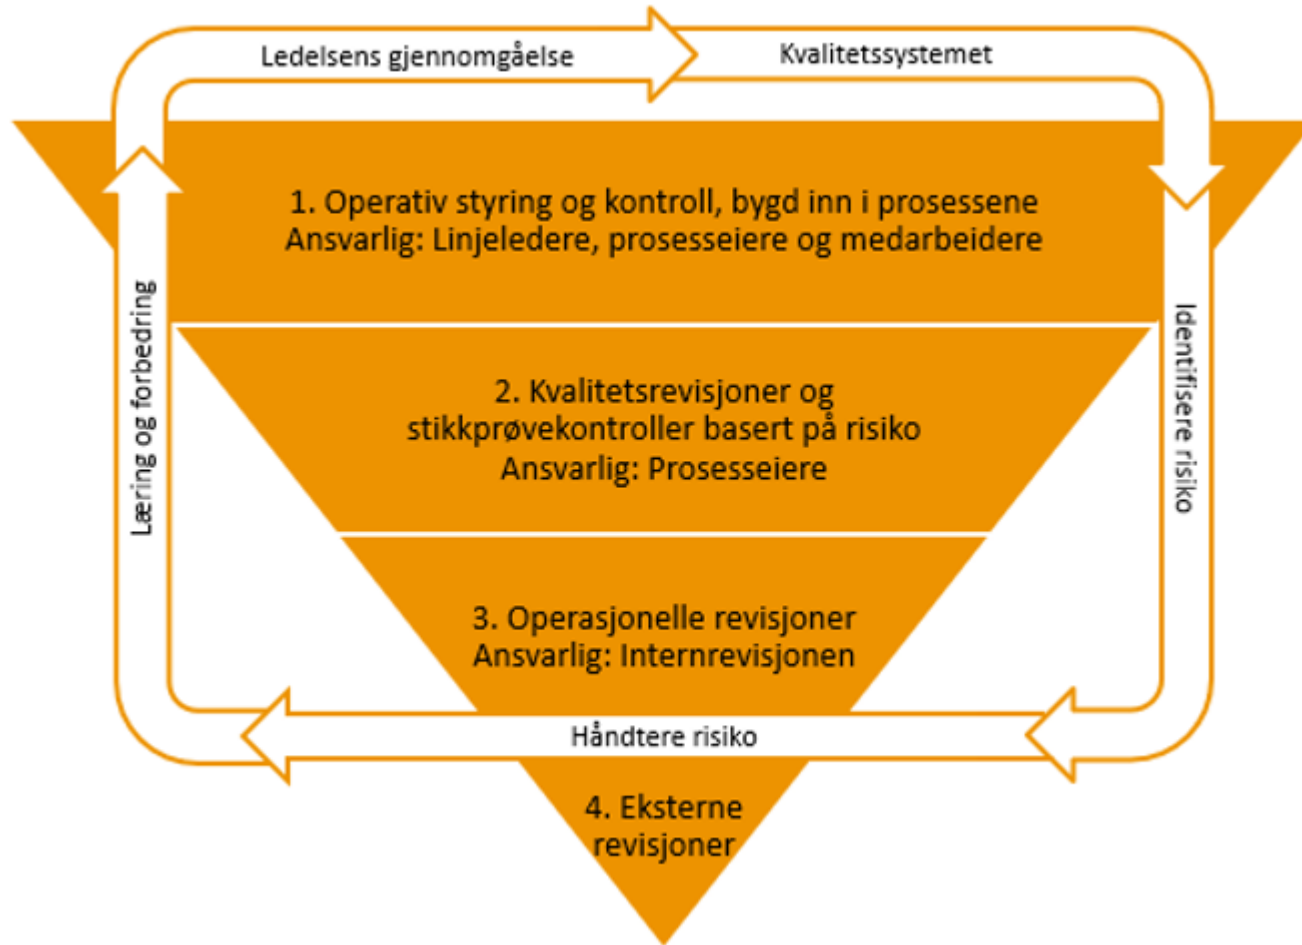 Ledelsens gjennomgåelse
Kvalitetssystemet
1. Operativ styring og kontroll, bygd inn i prosessene
Ansvarlig: Linjeledere, prosesseiere og medarbeidere
Identifisere risiko
Læring og forbedring
2. Kvalitetsrevisjoner og
stikkprøvekontroller basert på risiko
Ansvarlig: Prosesseiere
3. Operasjonelle revisjoner
Ansvarlig: Internrevisjonen
Håndtere risiko
4. Eksterne
revisjoner